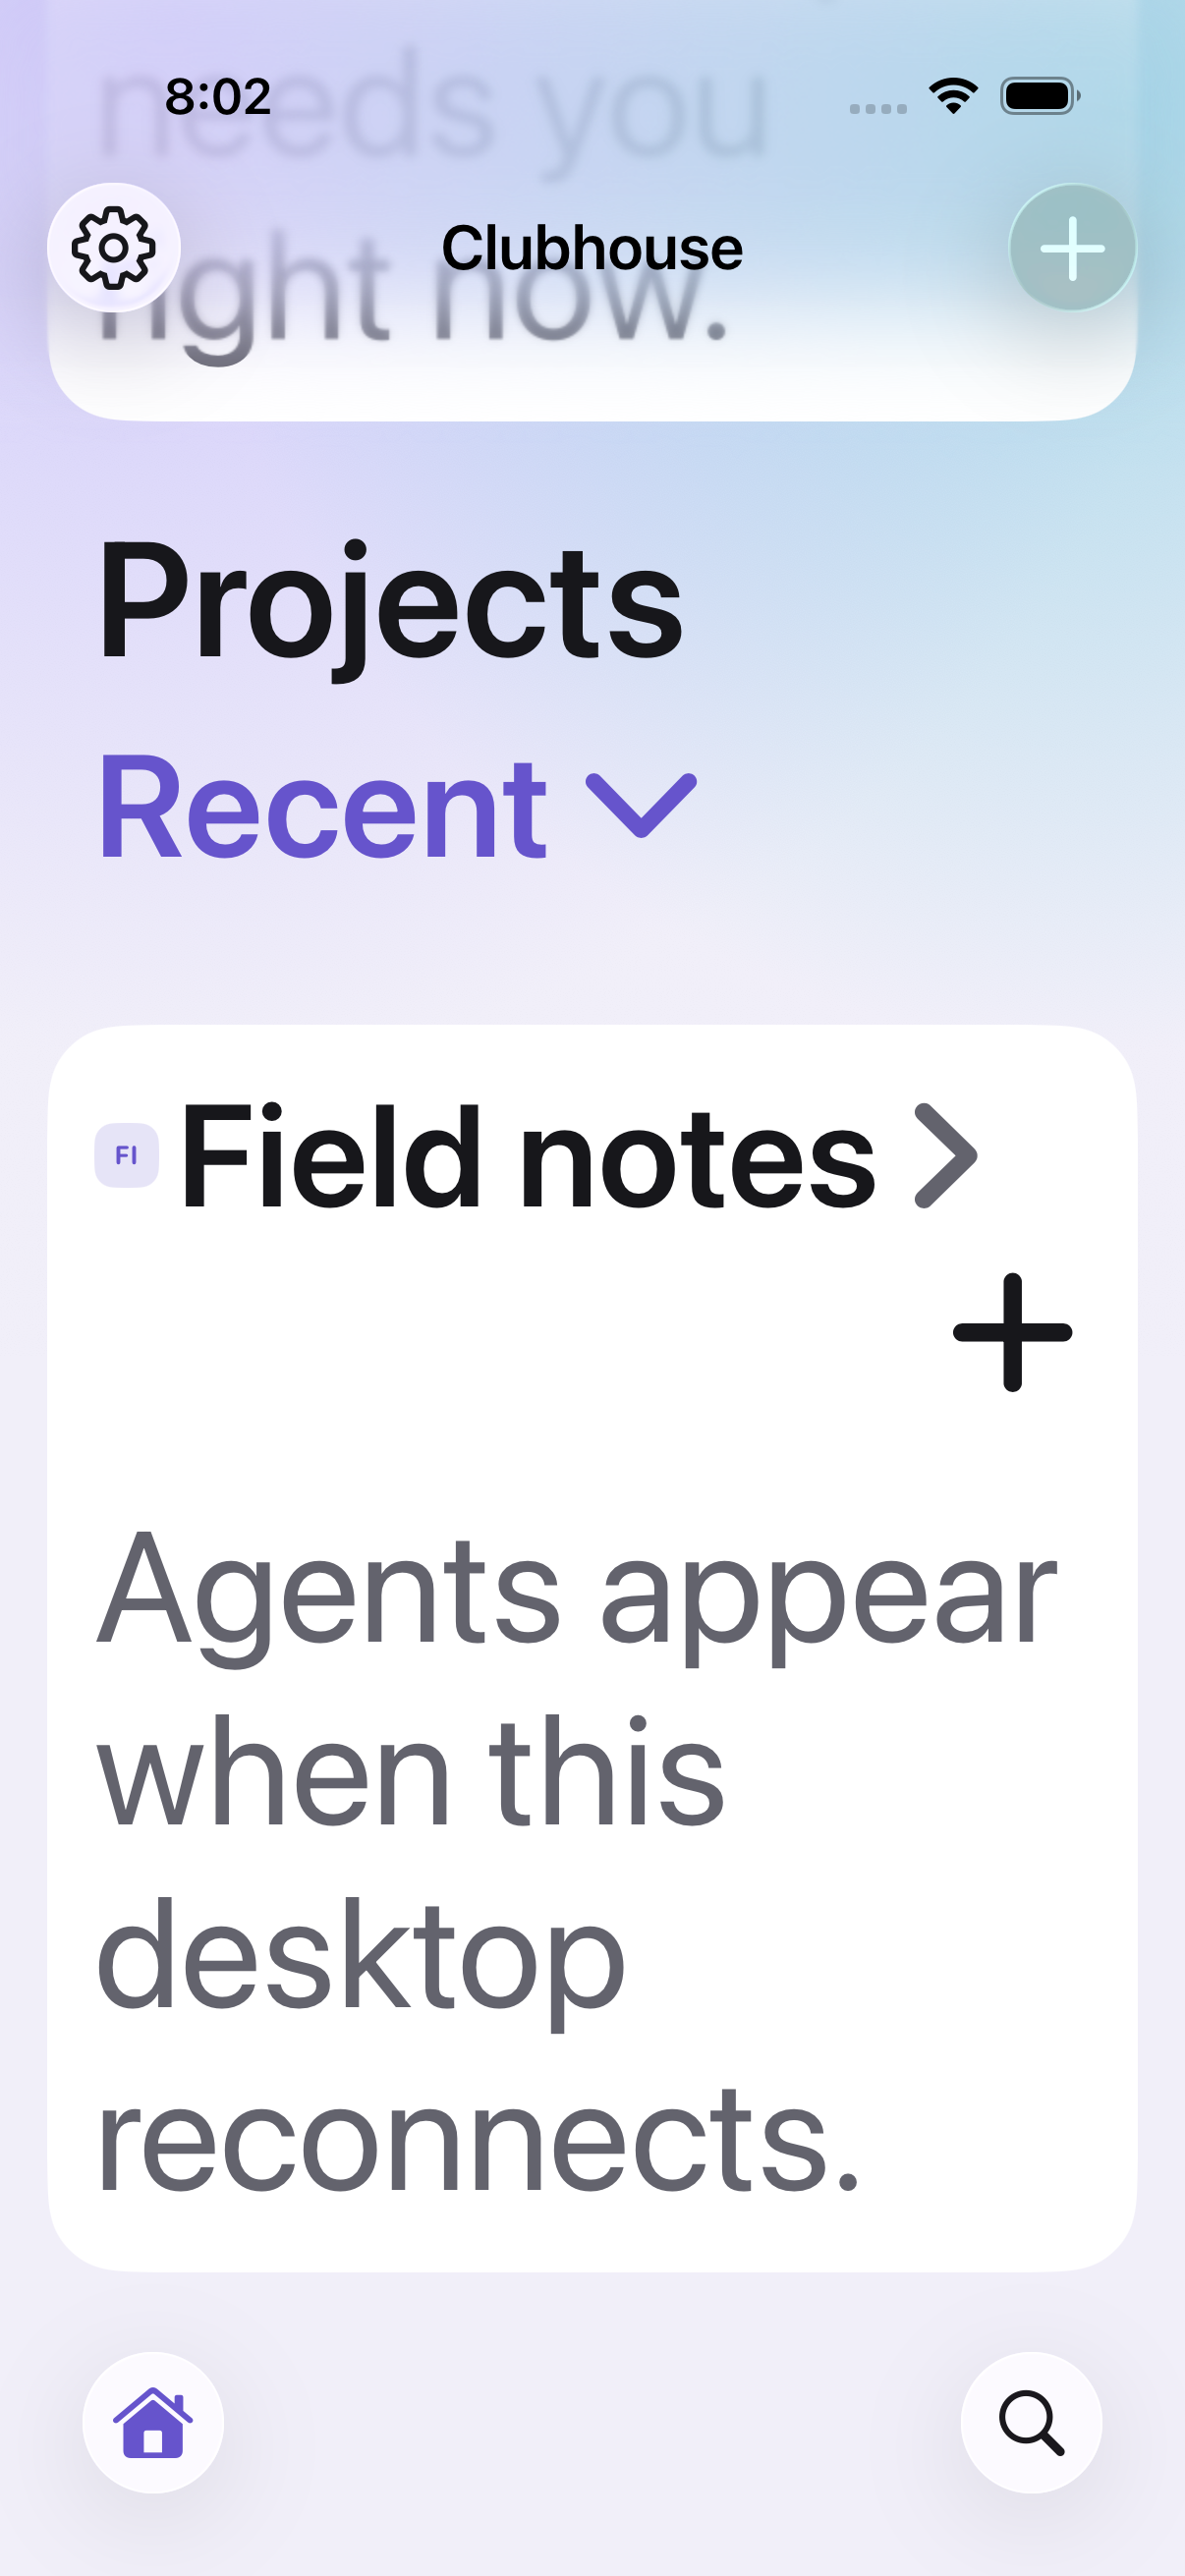 needs you
8:02
right now.
Clubhouse
Projects
Recent
FI
Field notes
Agents appear
when this
desktop
reconnects.